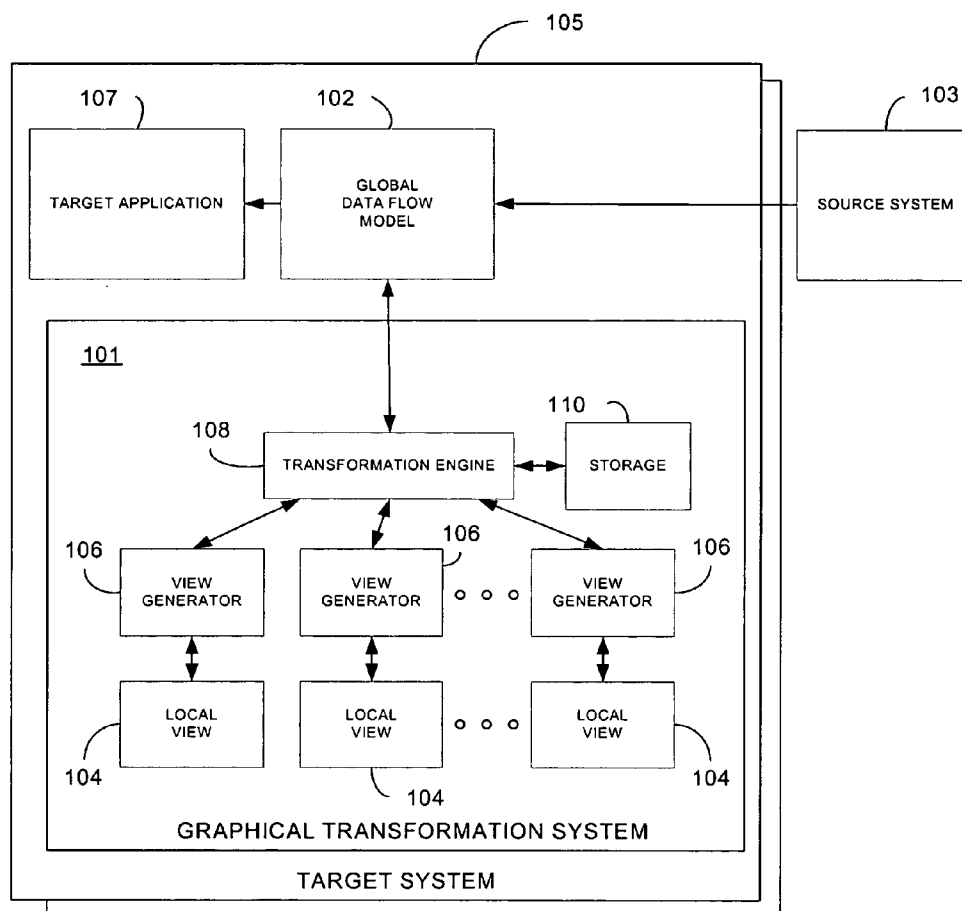 105
107
102
103
TARGET APPLICATION
GLOBAL
DATA FLOW
MODEL
SOURCE SYSTEM
101
110
108
TRANSFORMATION ENGINE
STORAGE
106
106
106
VIEW
GENERATOR
VIEW
GENERATOR
VIEW
GENERATOR
LOCAL
VIEW
LOCAL
VIEW
LOCAL
VIEW
104
104
104
GRAPHICAL TRANSFORMATION SYSTEM
TARGET SYSTEM